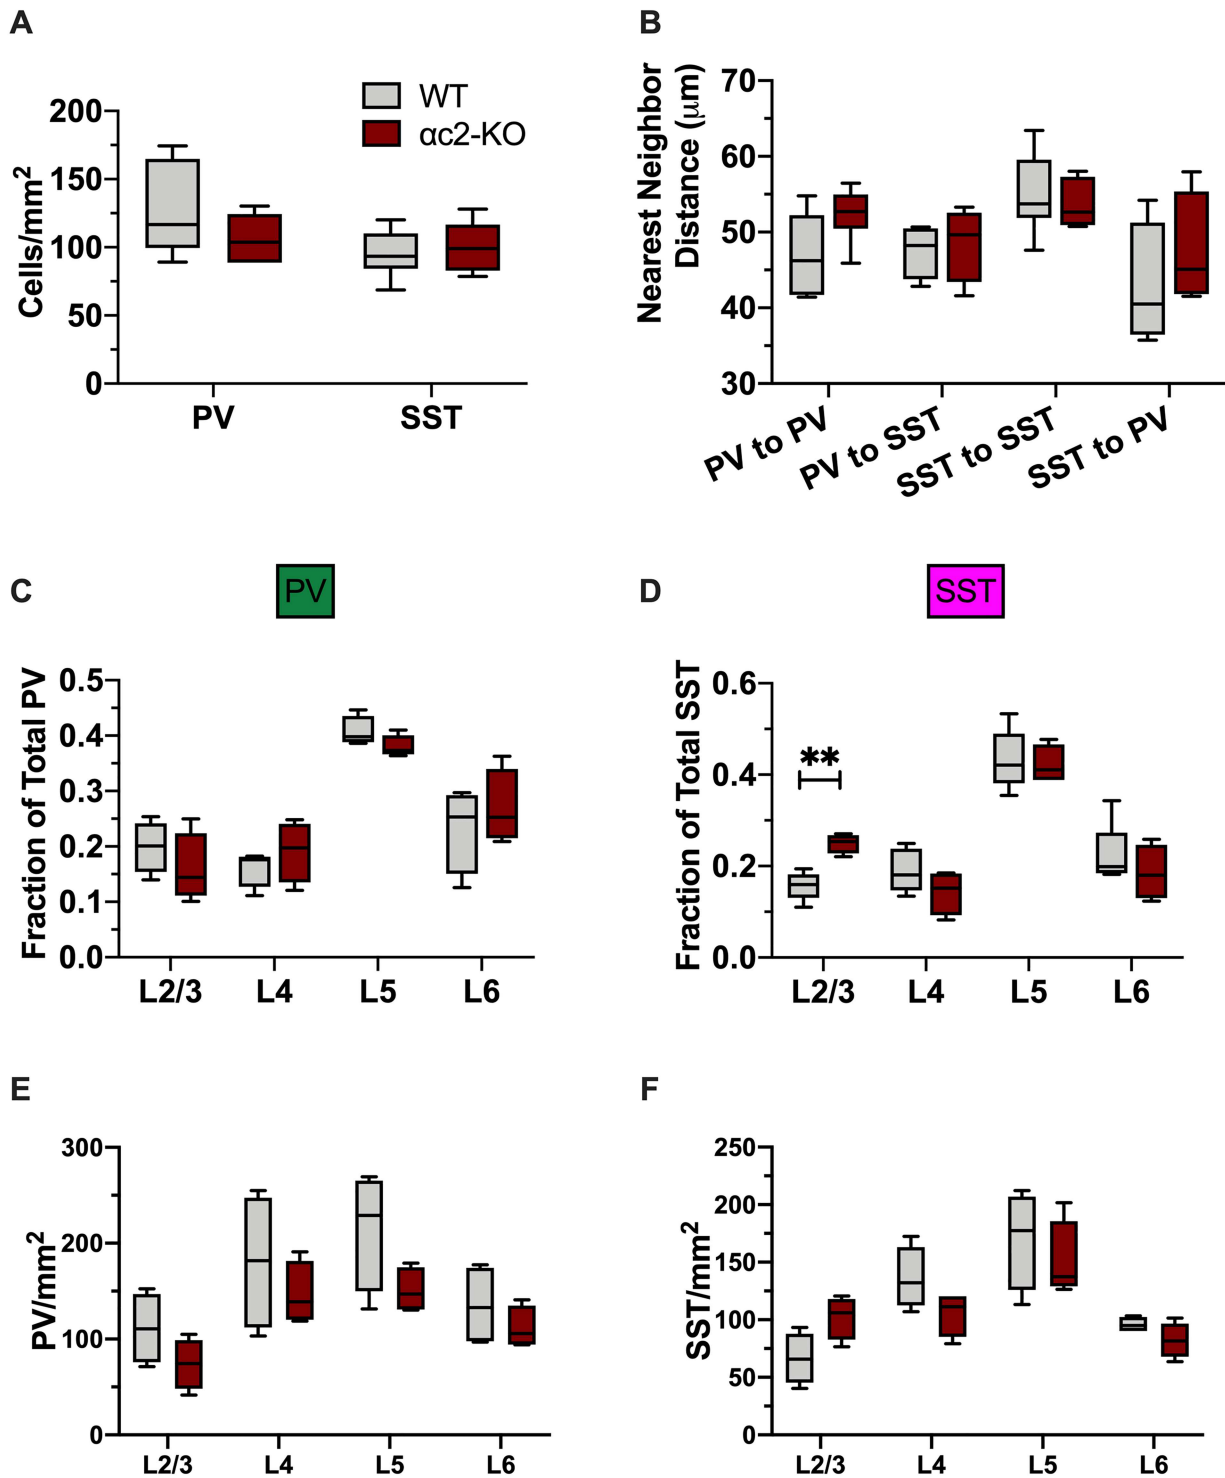 A
Cells/mm²
200
150
100
50
0
WT
αc2-KO
PV
SST
B
Nearest Neighbor
Distance (μm)
70
60
50
40
30
PV to PV
PV to SST
SST to SST
SST to PV
C
PV
Fraction of Total PV
0.5
0.4
0.3
0.2
0.1
0.0
L2/3
L4
L5
L6
D
SST
Fraction of Total SST
0.6
0.4
0.2
0.0
**
L2/3
L4
L5
L6
E
PV/mm²
300
200
100
0
L2/3
L4
L5
L6
F
SST/mm²
250
200
150
100
50
0
L2/3
L4
L5
L6